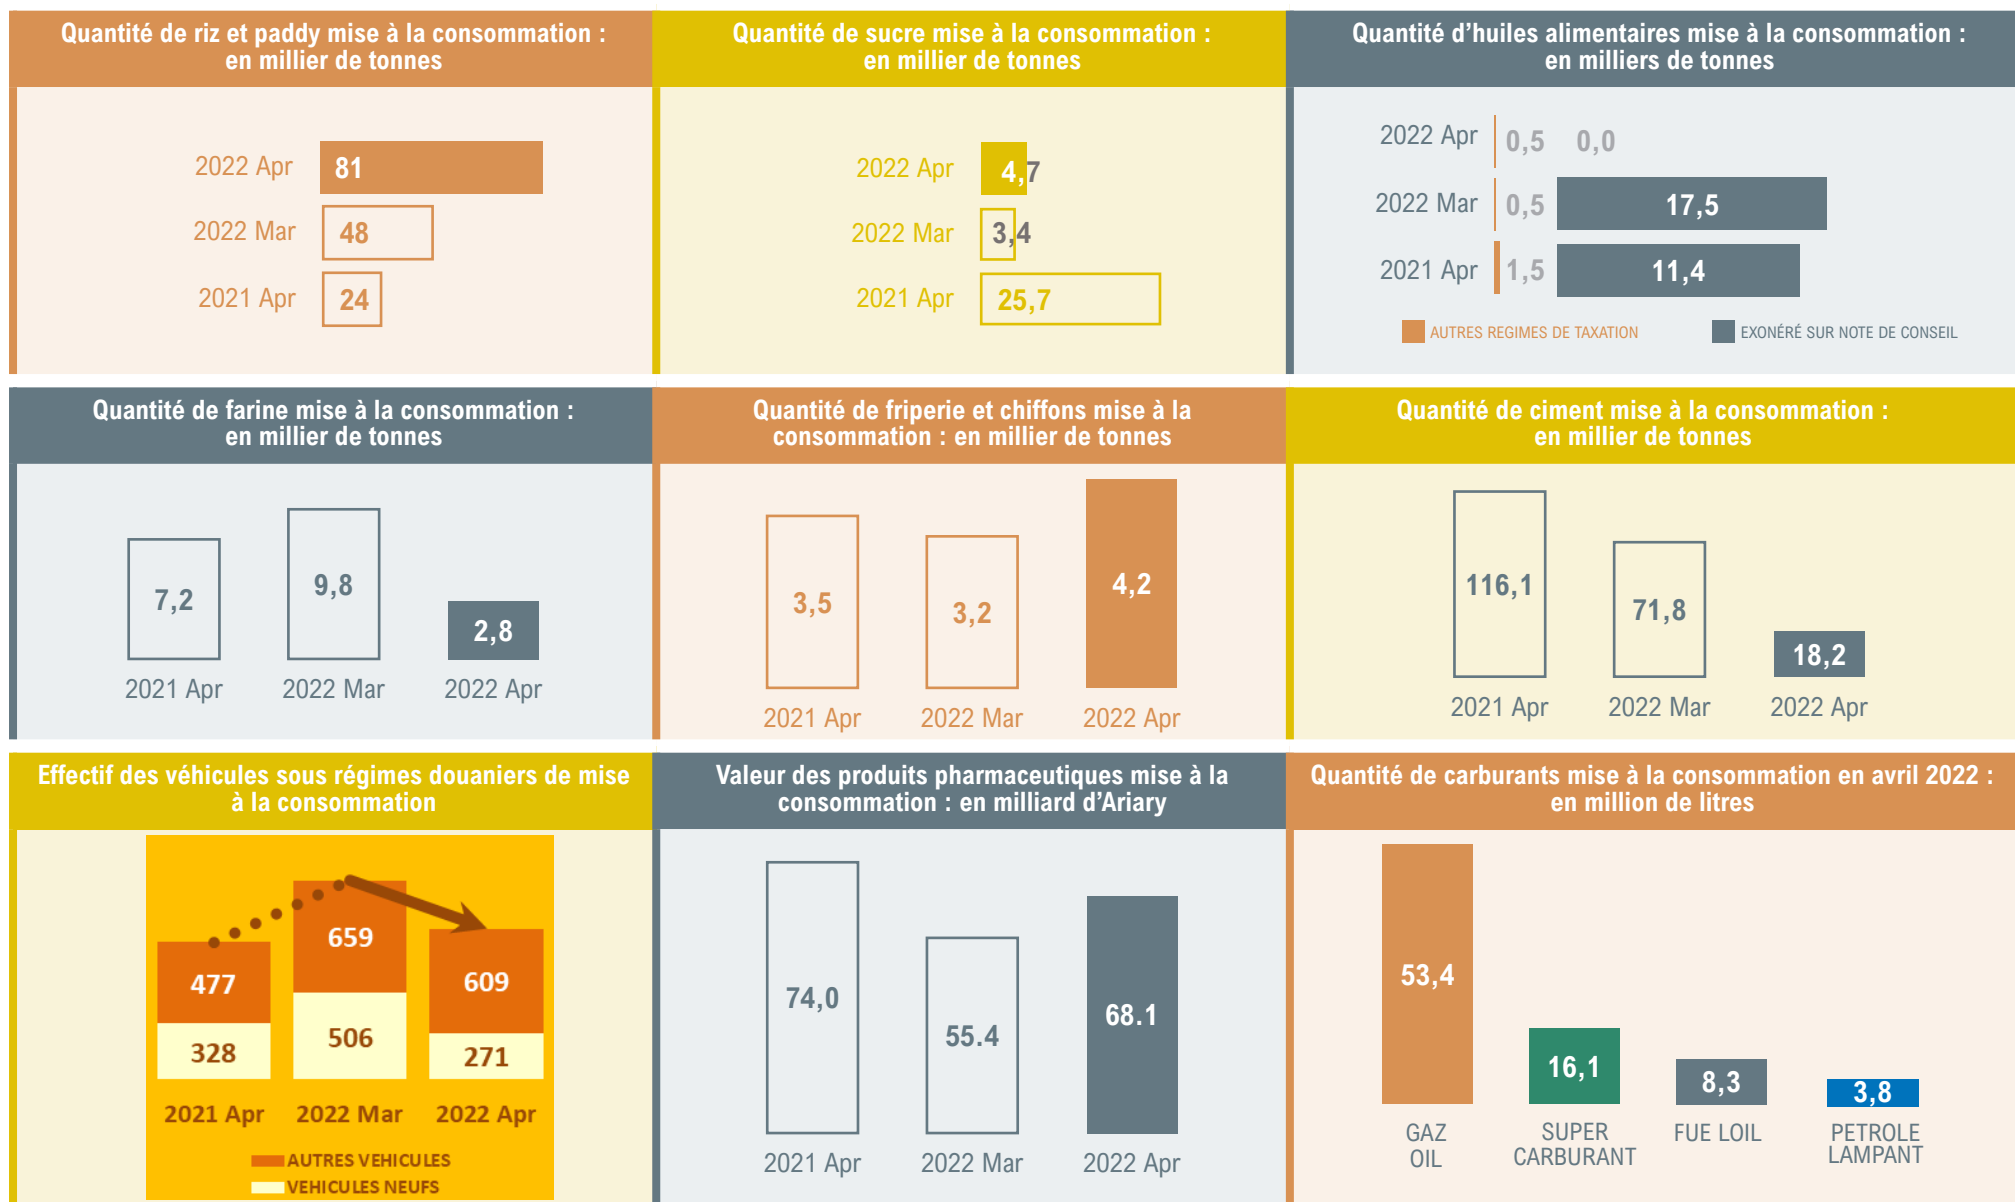 Quantité de riz et paddy mise à la consommation :
en millier de tonnes
2022 Apr 81
2022 Mar 48
2021 Apr 24
Quantité de sucre mise à la consommation :
en millier de tonnes
2022 Apr 4,7
2022 Mar 3,4
2021 Apr 25,7
Quantité d'huiles alimentaires mise à la consommation :
en milliers de tonnes
2022 Apr 0,5 0,0
2022 Mar 0,5 17,5
2021 Apr 1,5 11,4
AUTRES REGIMES DE TAXATION EXONÉRÉ SUR NOTE DE CONSEIL
Quantité de farine mise à la consommation :
en millier de tonnes
7,2 9,8 2,8
2021 Apr 2022 Mar 2022 Apr
Quantité de friperie et chiffons mise à la
consommation : en millier de tonnes
3,5 3,2 4,2
2021 Apr 2022 Mar 2022 Apr
Quantité de ciment mise à la consommation :
en millier de tonnes
116,1 71,8 18,2
2021 Apr 2022 Mar 2022 Apr
Effectif des véhicules sous régimes douaniers de mise
à la consommation
477 659 609
328 506 271
2021 Apr 2022 Mar 2022 Apr
AUTRES VEHICULES
VEHICULES NEUFS
Valeur des produits pharmaceutiques mise à la
consommation : en milliard d'Ariary
74,0 55.4 68.1
2021 Apr 2022 Mar 2022 Apr
Quantité de carburants mise à la consommation en avril 2022 :
en million de litres
53,4 16,1 8,3 3,8
GAZ SUPER FUE LOIL PETROLE
OIL CARBURANT LAMPANT